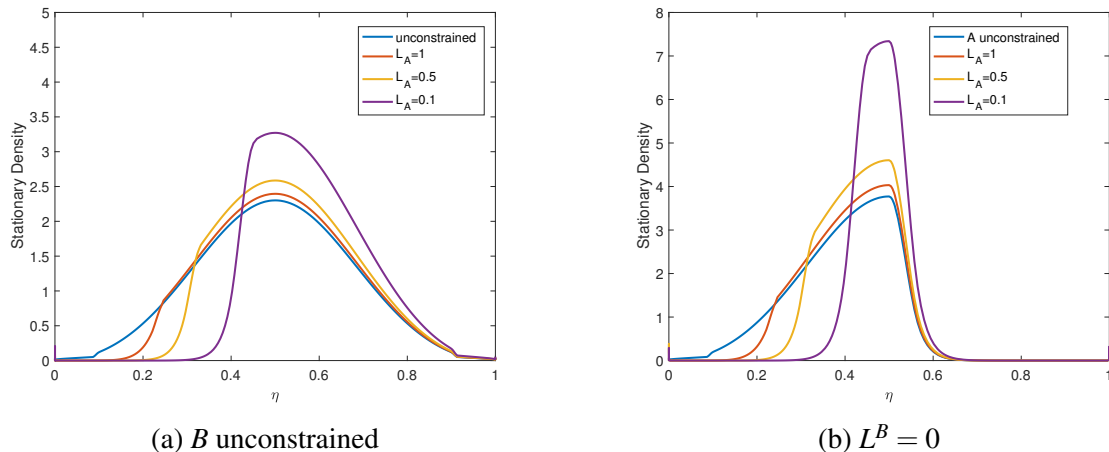 5
4.5
4
3.5
3
2.5
2
1.5
1
0.5
0
Stationary Density
unconstrained
L_A=1
L_A=0.5
L_A=0.1
0 0.2 0.4 0.6 0.8 1
η
(a) B unconstrained
8
7
6
5
4
3
2
1
0
Stationary Density
A unconstrained
L_A=1
L_A=0.5
L_A=0.1
0 0.2 0.4 0.6 0.8 1
η
(b) L^B = 0